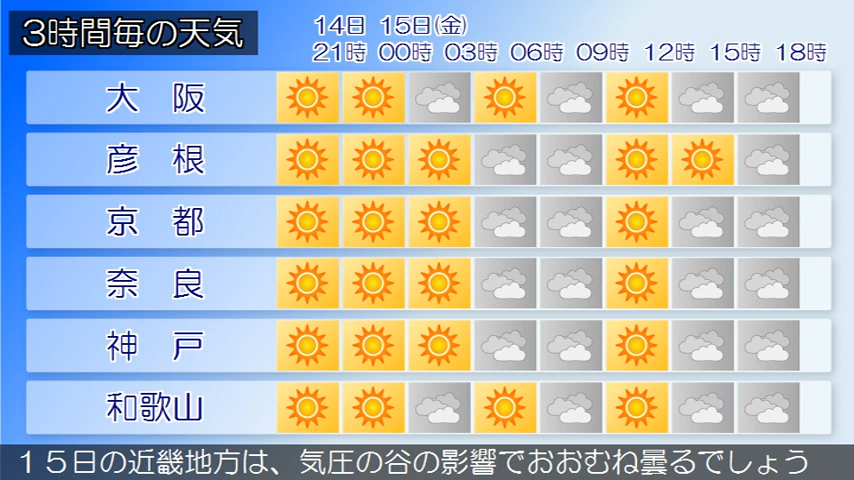 3時間毎の天気
14日 15日(金)
21時 00時 03時 06時 09時 12時 15時 18時
大 阪
彦 根
京 都
奈 良
神 戸
和歌山
１５日の近畿地方は、気圧の谷の影響でおおむね曇るでしょう